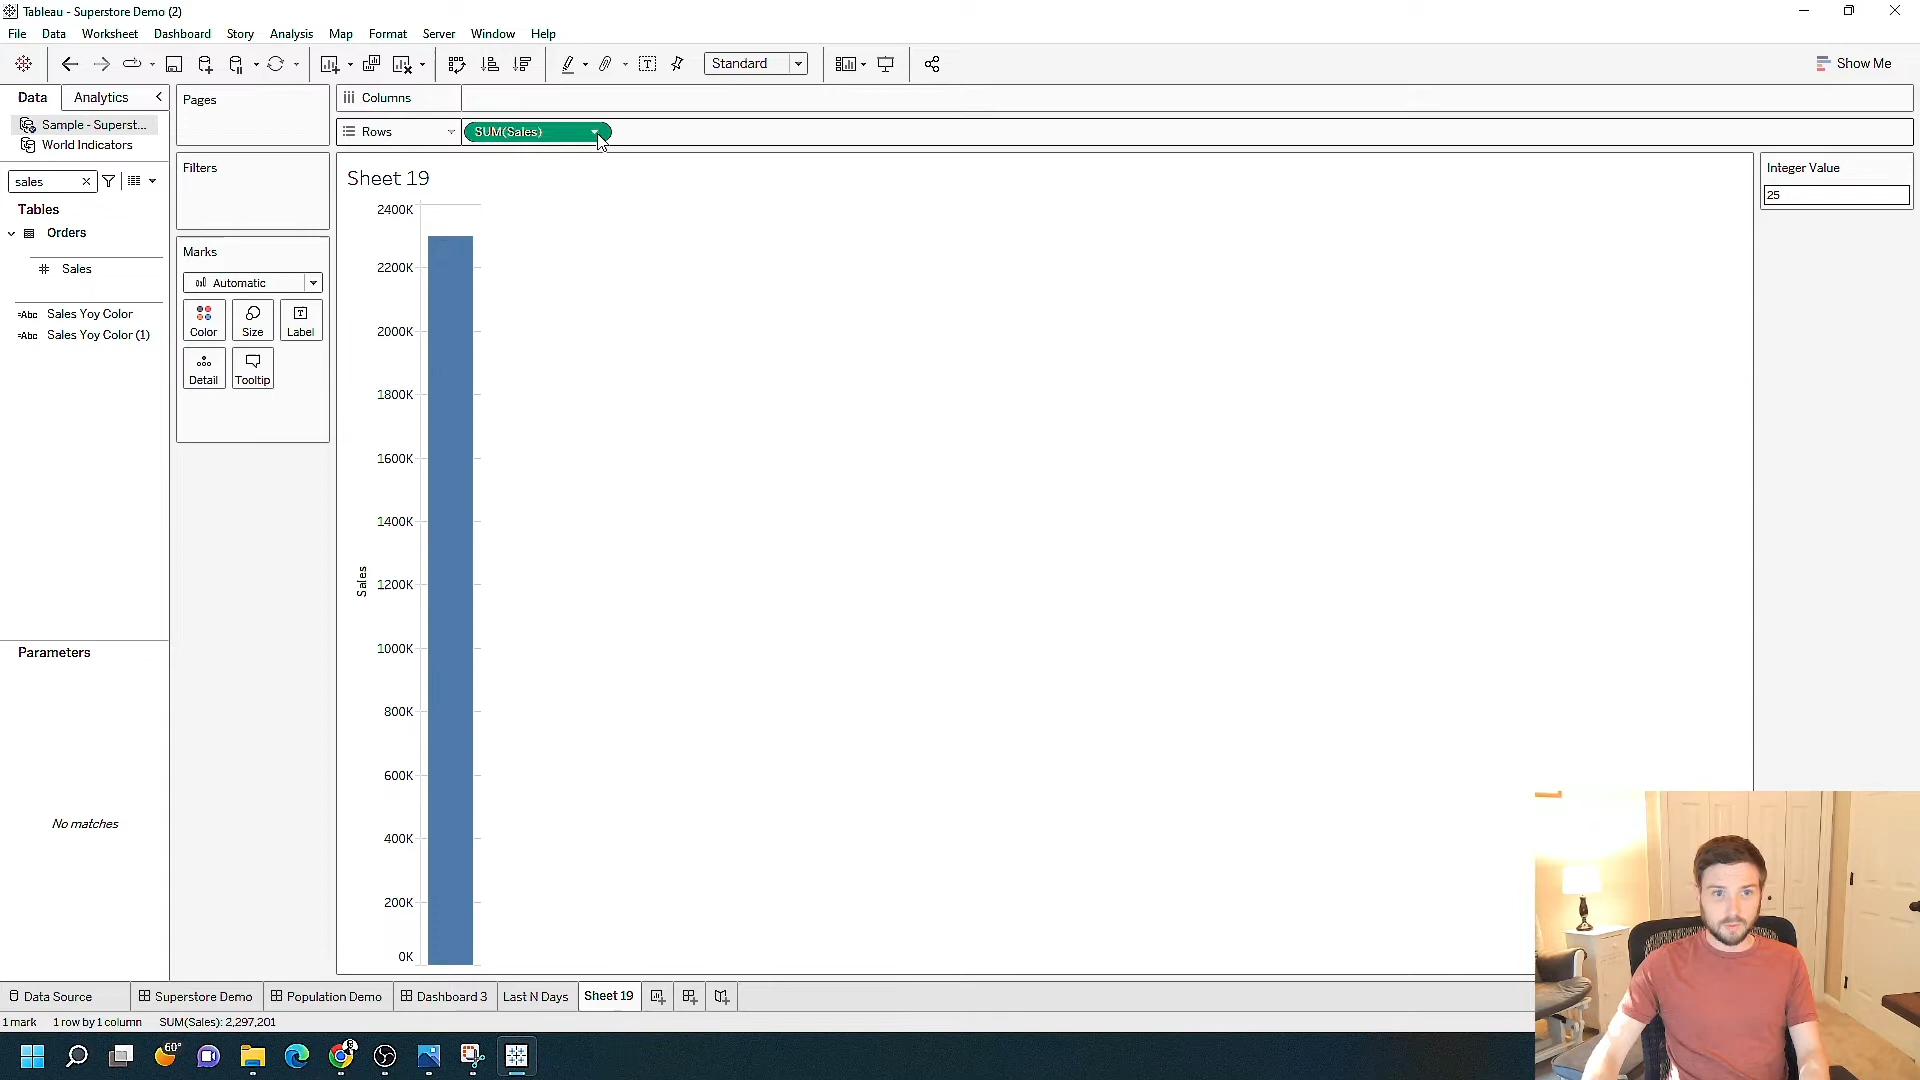 Tableau - Superstore Demo (2)
File Data Worksheet Dashboard Story Analysis Map Format Server Window Help
Standard
Show Me
Data Analytics
Pages
Columns
Sample - Superst...
Rows
SUM(Sales)
World Indicators
Filters
Sheet 19
Integer Value
sales
25
Tables
Orders
Sales
Sales Yoy Color
Sales Yoy Color (1)
Marks
Automatic
Color Size Label
Detail Tooltip
2400K
2200K
2000K
1800K
1600K
1400K
1200K
1000K
800K
600K
400K
200K
0K
Sales
Parameters
No matches
Data Source Superstore Demo Population Demo Dashboard 3 Last N Days Sheet 19
1 mark 1 row by 1 column SUM(Sales): 2,297,201
60°